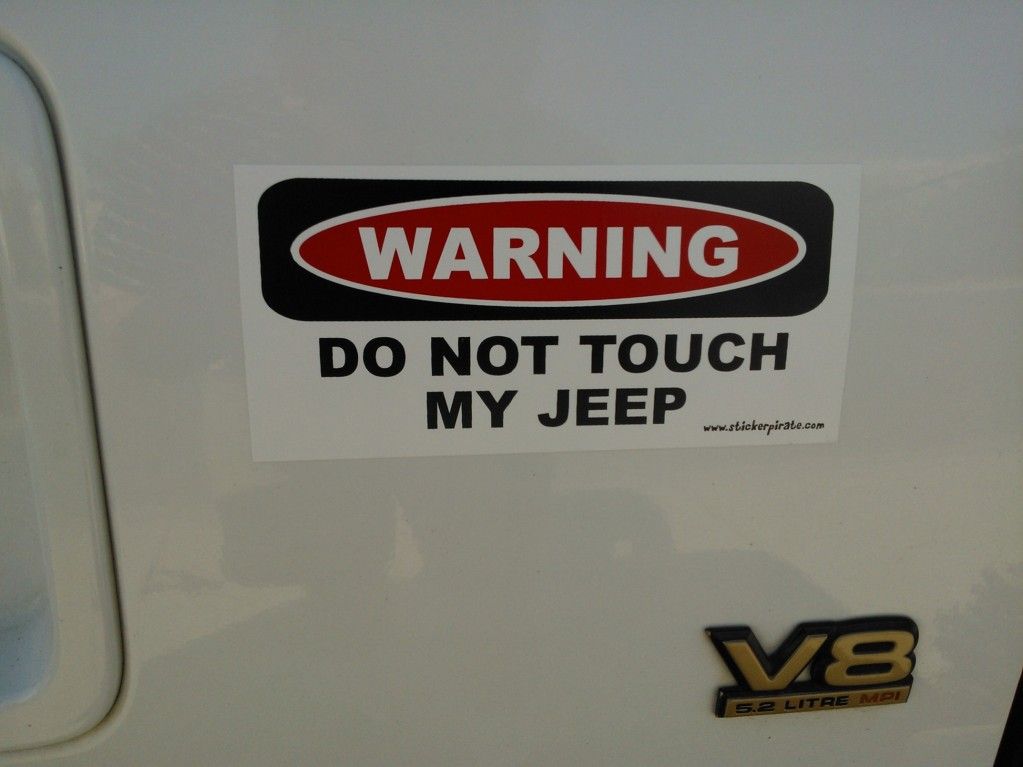 WARNING
DO NOT TOUCH
MY JEEP
www.stickerpirate.com
V8
5.2 LITRE MPI